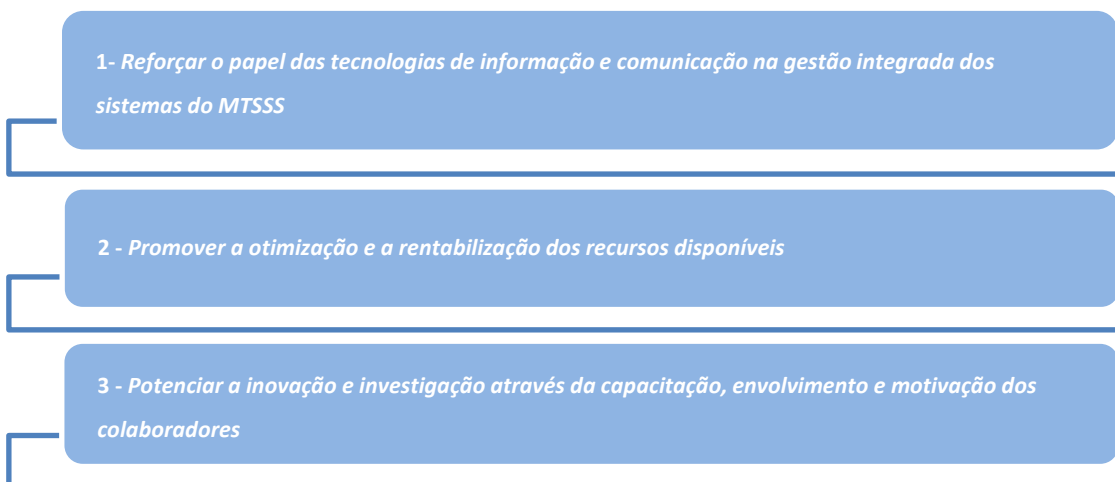 1- Reforçar o papel das tecnologias de informação e comunicação na gestão integrada dos
sistemas do MTSSS
2 - Promover a otimização e a rentabilização dos recursos disponíveis
3 - Potenciar a inovação e investigação através da capacitação, envolvimento e motivação dos
colaboradores